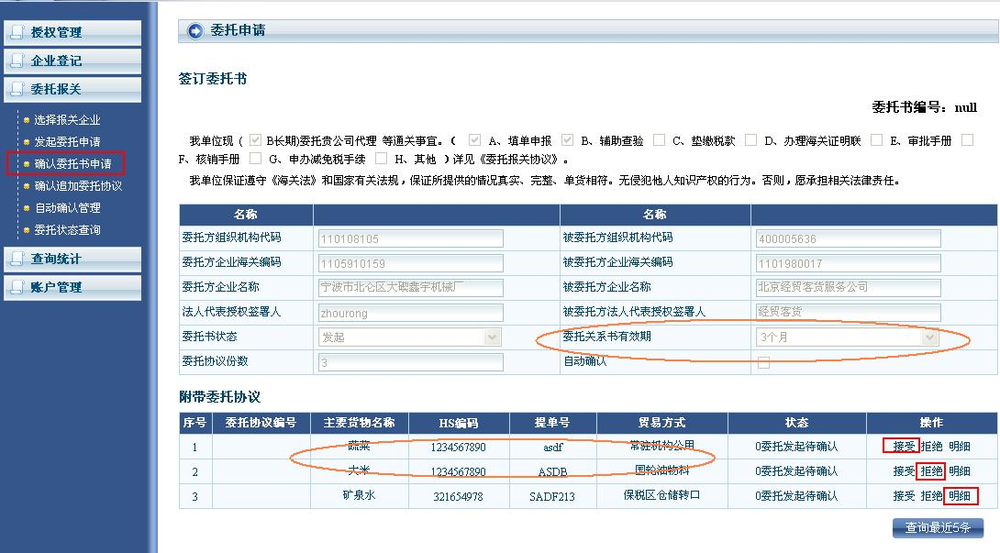 授权管理
企业登记
委托报关
选择报关企业
发起委托申请
确认委托书申请
确认追加委托协议
自动确认管理
委托状态查询
查询统计
账户管理
委托申请
签订委托书
委托书编号：null
我单位现 ( B长期)委托贵公司代理 等通关事宜。( A、填单申报 B、辅助查验 C、垫缴税款 D、办理海关证明联 E、审批手册
F、核销手册 G、申办减免税手续 H、其他 )详见《委托报关协议》。
我单位保证遵守《海关法》和国家有关法规，保证所提供的情况真实、完整、单货相符。无侵犯他人知识产权的行为。否则，愿承担相关法律责任。
名称 名称
委托方组织机构代码 110108105 被委托方组织机构代码 400005636
委托方企业海关编码 1105910159 被委托方企业海关编码 1101980017
委托方企业名称 宁波市北仑区大碶鑫宇机械厂 被委托方企业名称 北京经贸客货服务公司
法人代表授权签署人 zhourong 被委托方法人代表授权签署人 经贸客货
委托书状态 发起 委托关系书有效期 3个月
委托协议份数 3 自动确认
附带委托协议
序号 委托协议编号 主要货物名称 HS编码 提单号 贸易方式 状态 操作
1 蔬菜 1234567890 asdf 常驻机构公用 0委托发起待确认 接受 拒绝 明细
2 大米 1234567890 ASDB 国轮油物料 0委托发起待确认 接受 拒绝 明细
3 矿泉水 321654978 SADF213 保税区仓储转口 0委托发起待确认 接受 拒绝 明细
查询最近5条